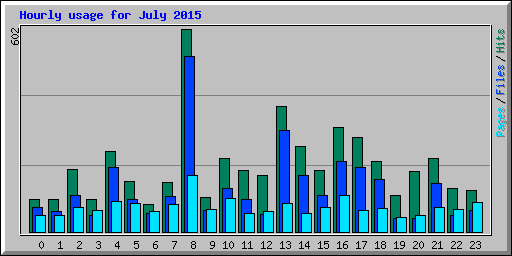 Hourly usage for July 2015
602
Pages / Files / Hits
0 1 2 3 4 5 6 7 8 9 10 11 12 13 14 15 16 17 18 19 20 21 22 23